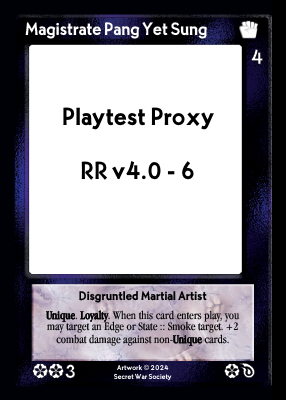 Magistrate Pang Yet Sung
4
Playtest Proxy
RR v4.0 - 6
Disgruntled Martial Artist
Unique. Loyalty. When this card enters play, you
may target an Edge or State :: Smoke target. +2
combat damage against non-Unique cards.
3
Artwork © 2024
Secret War Society